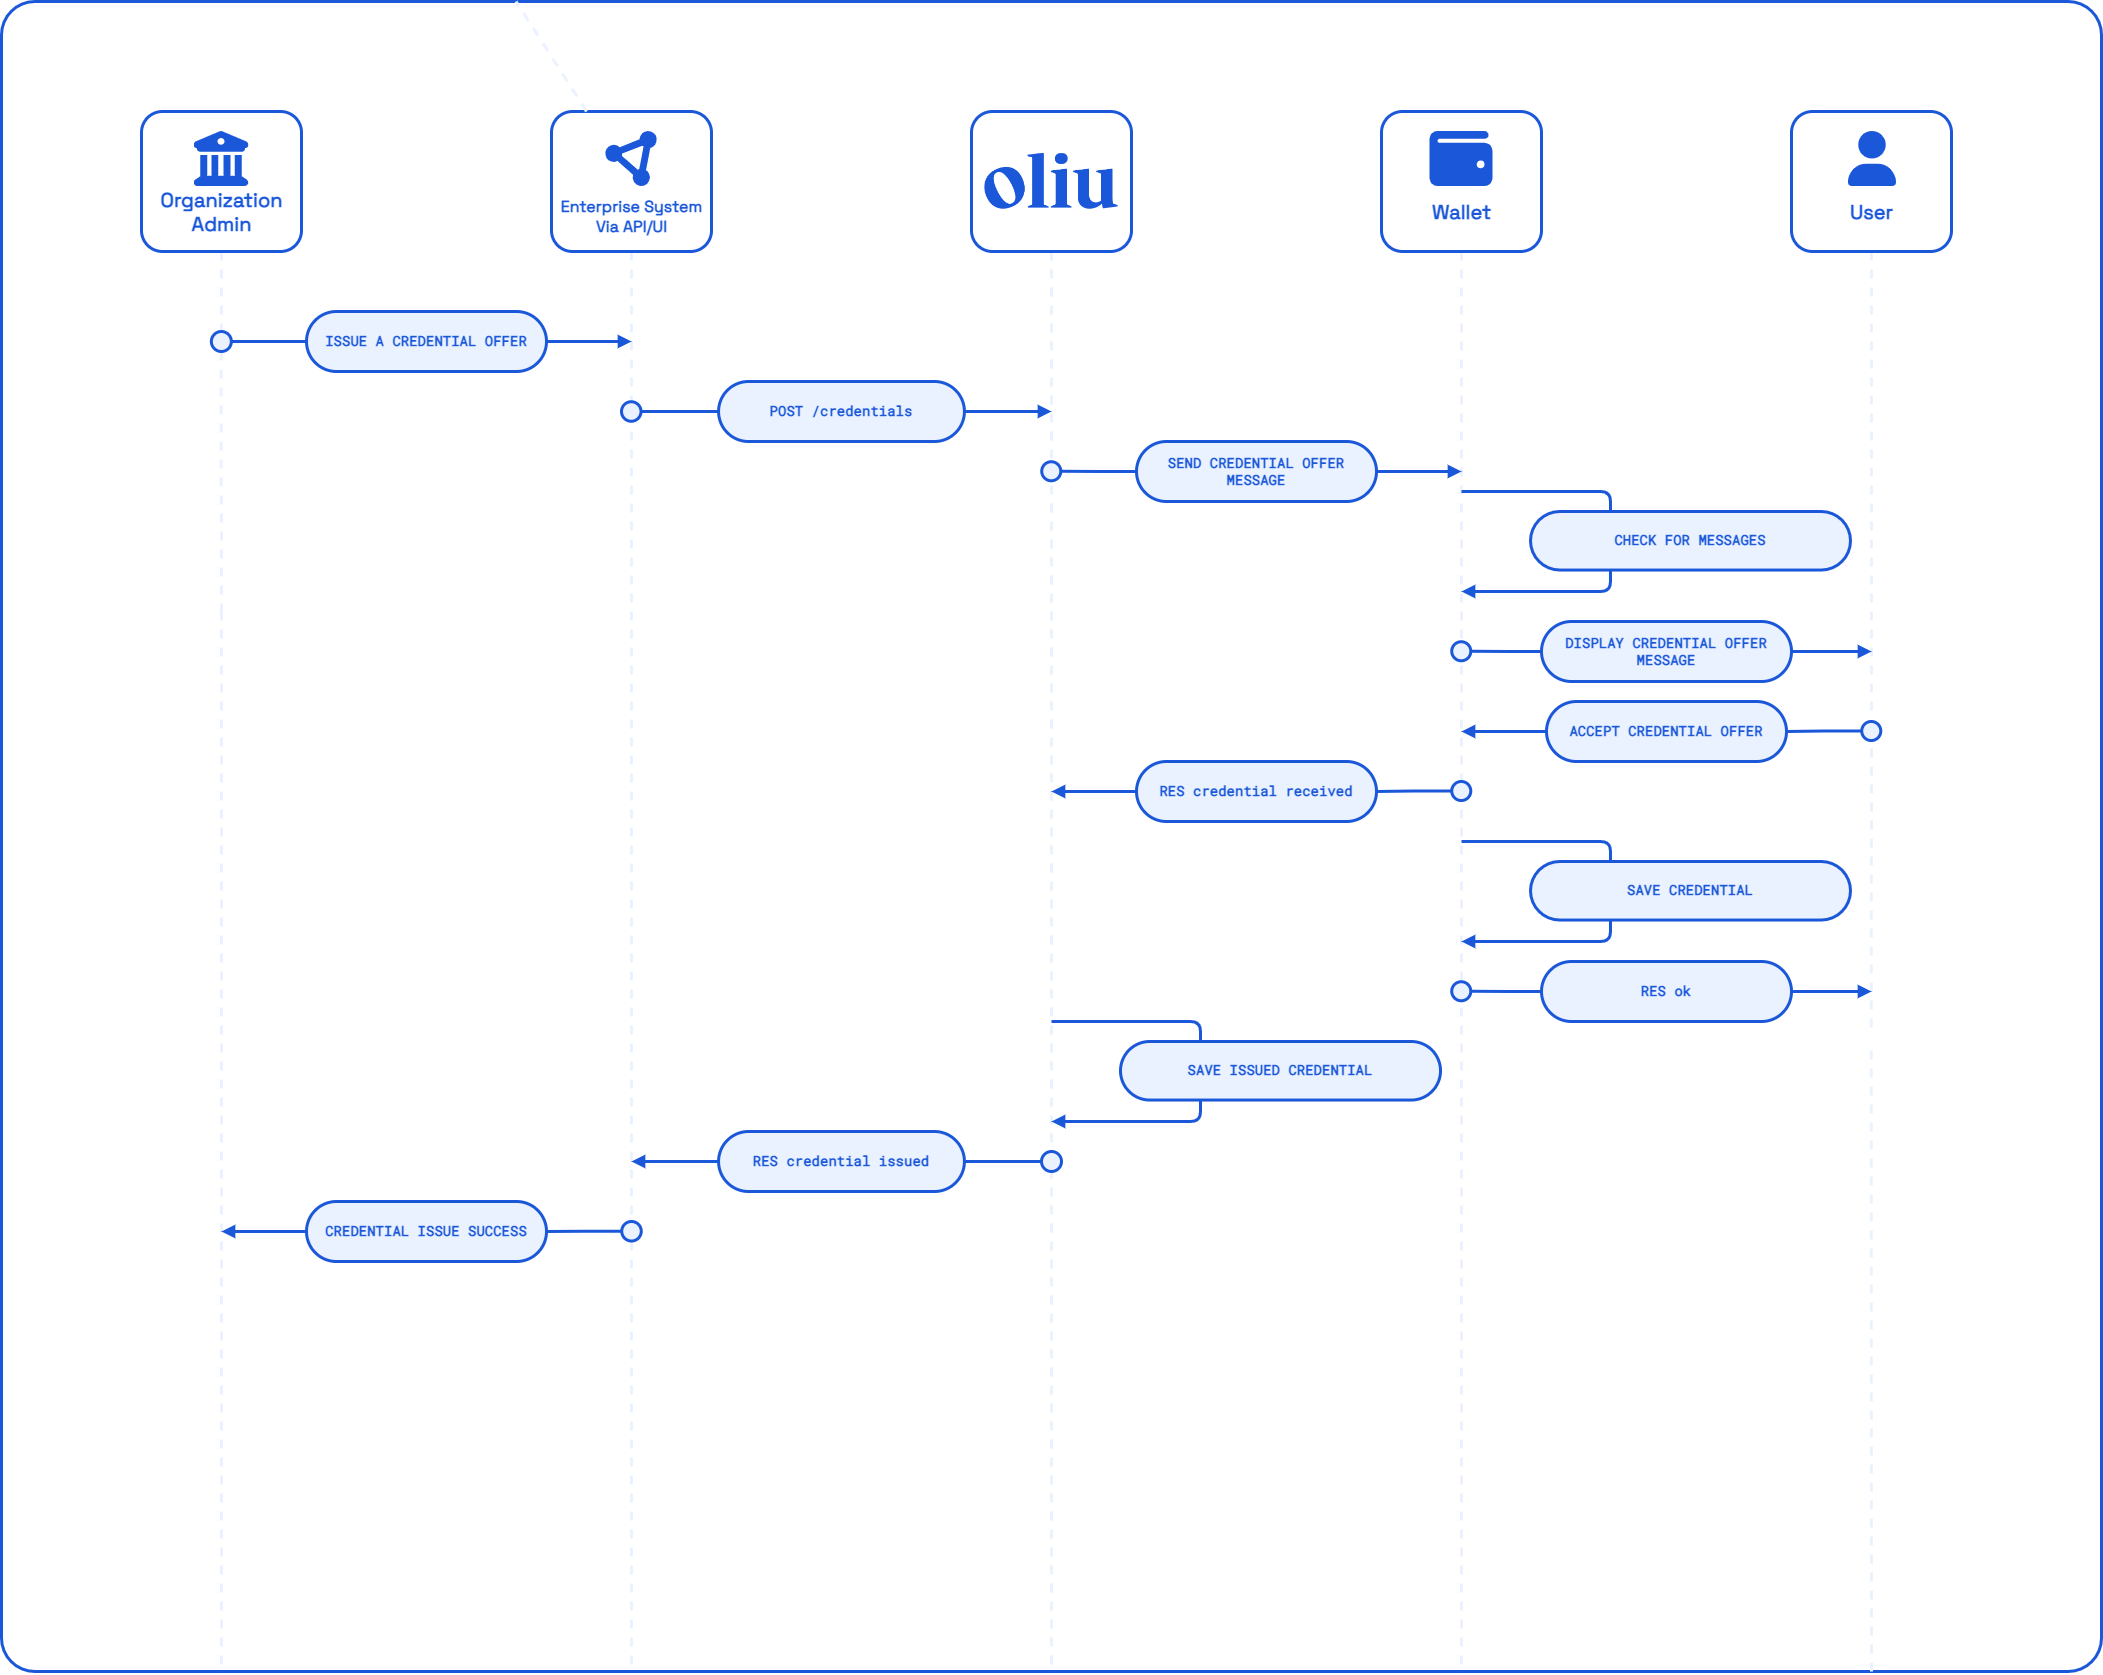 Organization
Admin
Enterprise System
Via API/UI
oliu
Wallet
User
ISSUE A CREDENTIAL OFFER
POST /credentials
SEND CREDENTIAL OFFER
MESSAGE
CHECK FOR MESSAGES
DISPLAY CREDENTIAL OFFER
MESSAGE
ACCEPT CREDENTIAL OFFER
RES credential received
SAVE CREDENTIAL
RES ok
SAVE ISSUED CREDENTIAL
RES credential issued
CREDENTIAL ISSUE SUCCESS